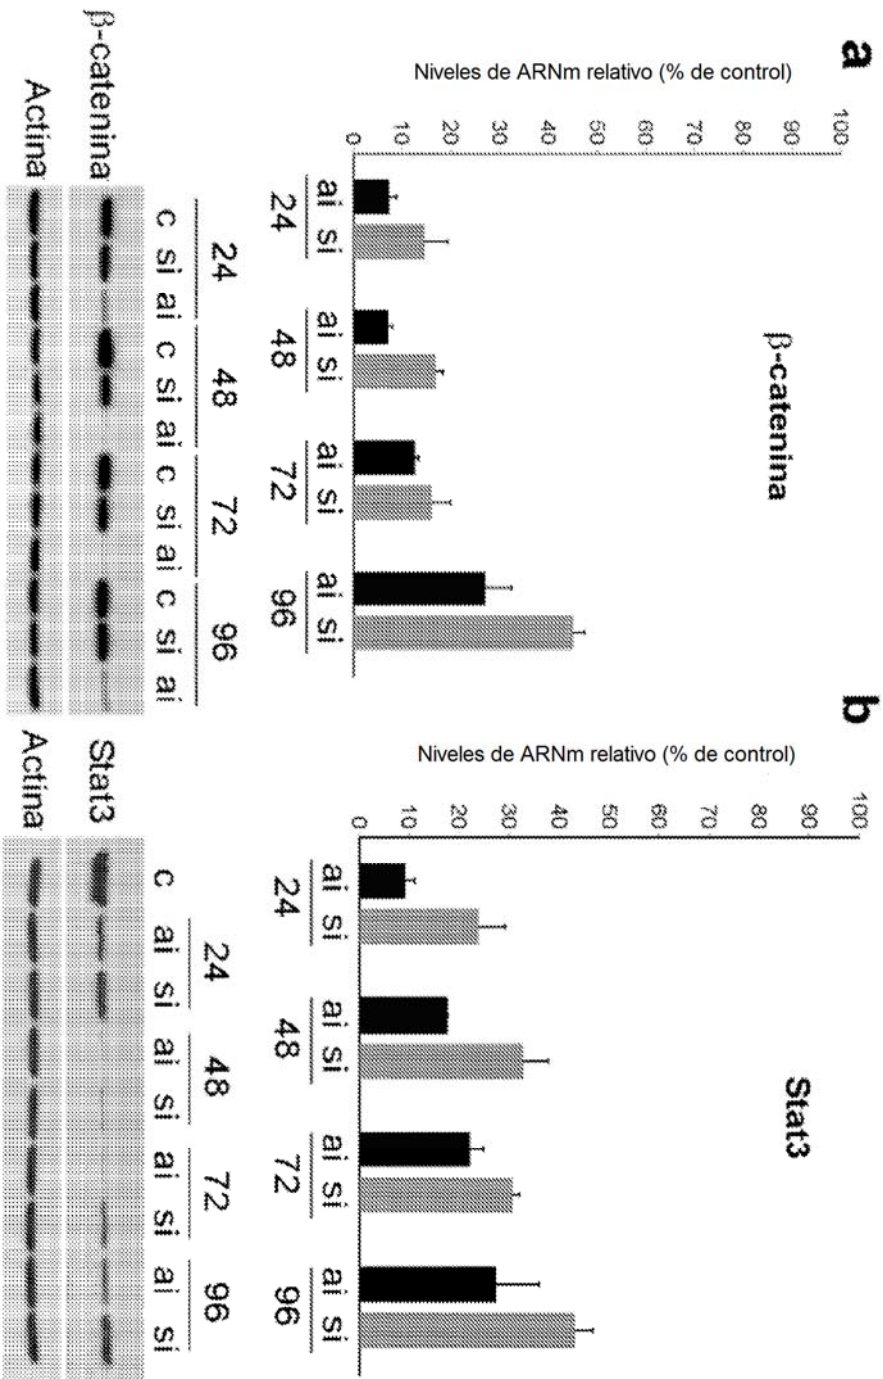 a
β-catenina
Niveles de ARNm relativo (% de control)
100
90
80
70
60
50
40
30
20
10
0
ai si ai si ai si ai si
24 48 72 96
24 48 72 96
c si ai c si ai c si ai c si ai
β-catenina
Actina
b
Stat3
Niveles de ARNm relativo (% de control)
100
90
80
70
60
50
40
30
20
10
0
ai si ai si ai si ai si
24 48 72 96
24 48 72 96
c ai si ai si ai si ai si
Stat3
Actina